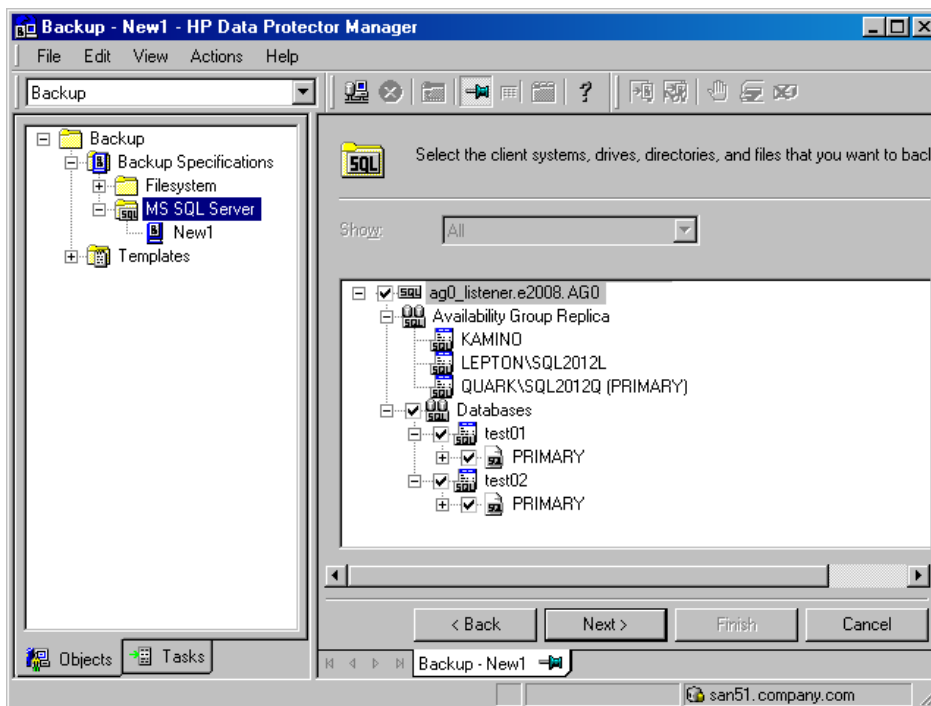 Backup - New1 - HP Data Protector Manager
File Edit View Actions Help
Backup
Backup
Backup Specifications
Filesystem
MS SQL Server
New1
Templates
SQL Select the client systems, drives, directories, and files that you want to back
Show: All
ag0_listener.e2008. AG0
Availability Group Replica
KAMINO
LEPTON\SQL2012L
QUARK\SQL2012Q (PRIMARY)
Databases
test01
PRIMARY
test02
PRIMARY
< Back Next > Finish Cancel
Objects Tasks
Backup - New1
san51.company.com